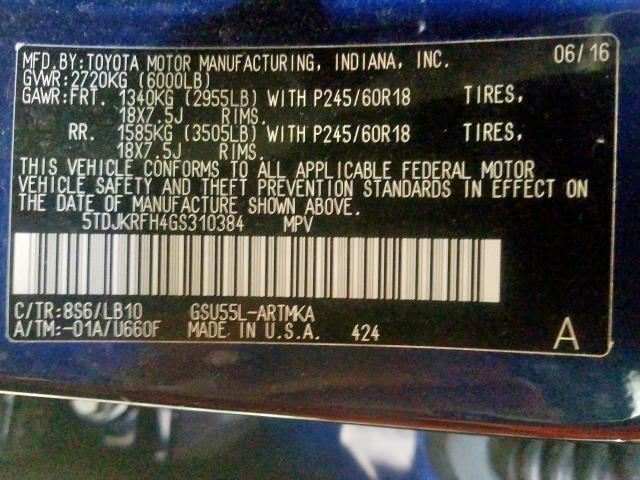 MFD.BY:TOYOTA MOTOR MANUFACTURING, INDIANA, INC. 06/16
GVWR:2720KG (6000LB)
GAWR:FRT. 1340KG (2955LB) WITH P245/60R18 TIRES,
18X7.5J RIMS.
RR. 1585KG (3505LB) WITH P245/60R18 TIRES,
18X7.5J RIMS.
THIS VEHICLE CONFORMS TO ALL APPLICABLE FEDERAL MOTOR
VEHICLE SAFETY AND THEFT PREVENTION STANDARDS IN EFFECT ON
THE DATE OF MANUFACTURE SHOWN ABOVE.
5TDJKRFH4GS310384 MPV
C/TR:8S6/LB10 GSU55L-ARTMKA
A/TM:-01A/U660F MADE IN U.S.A. 424 A